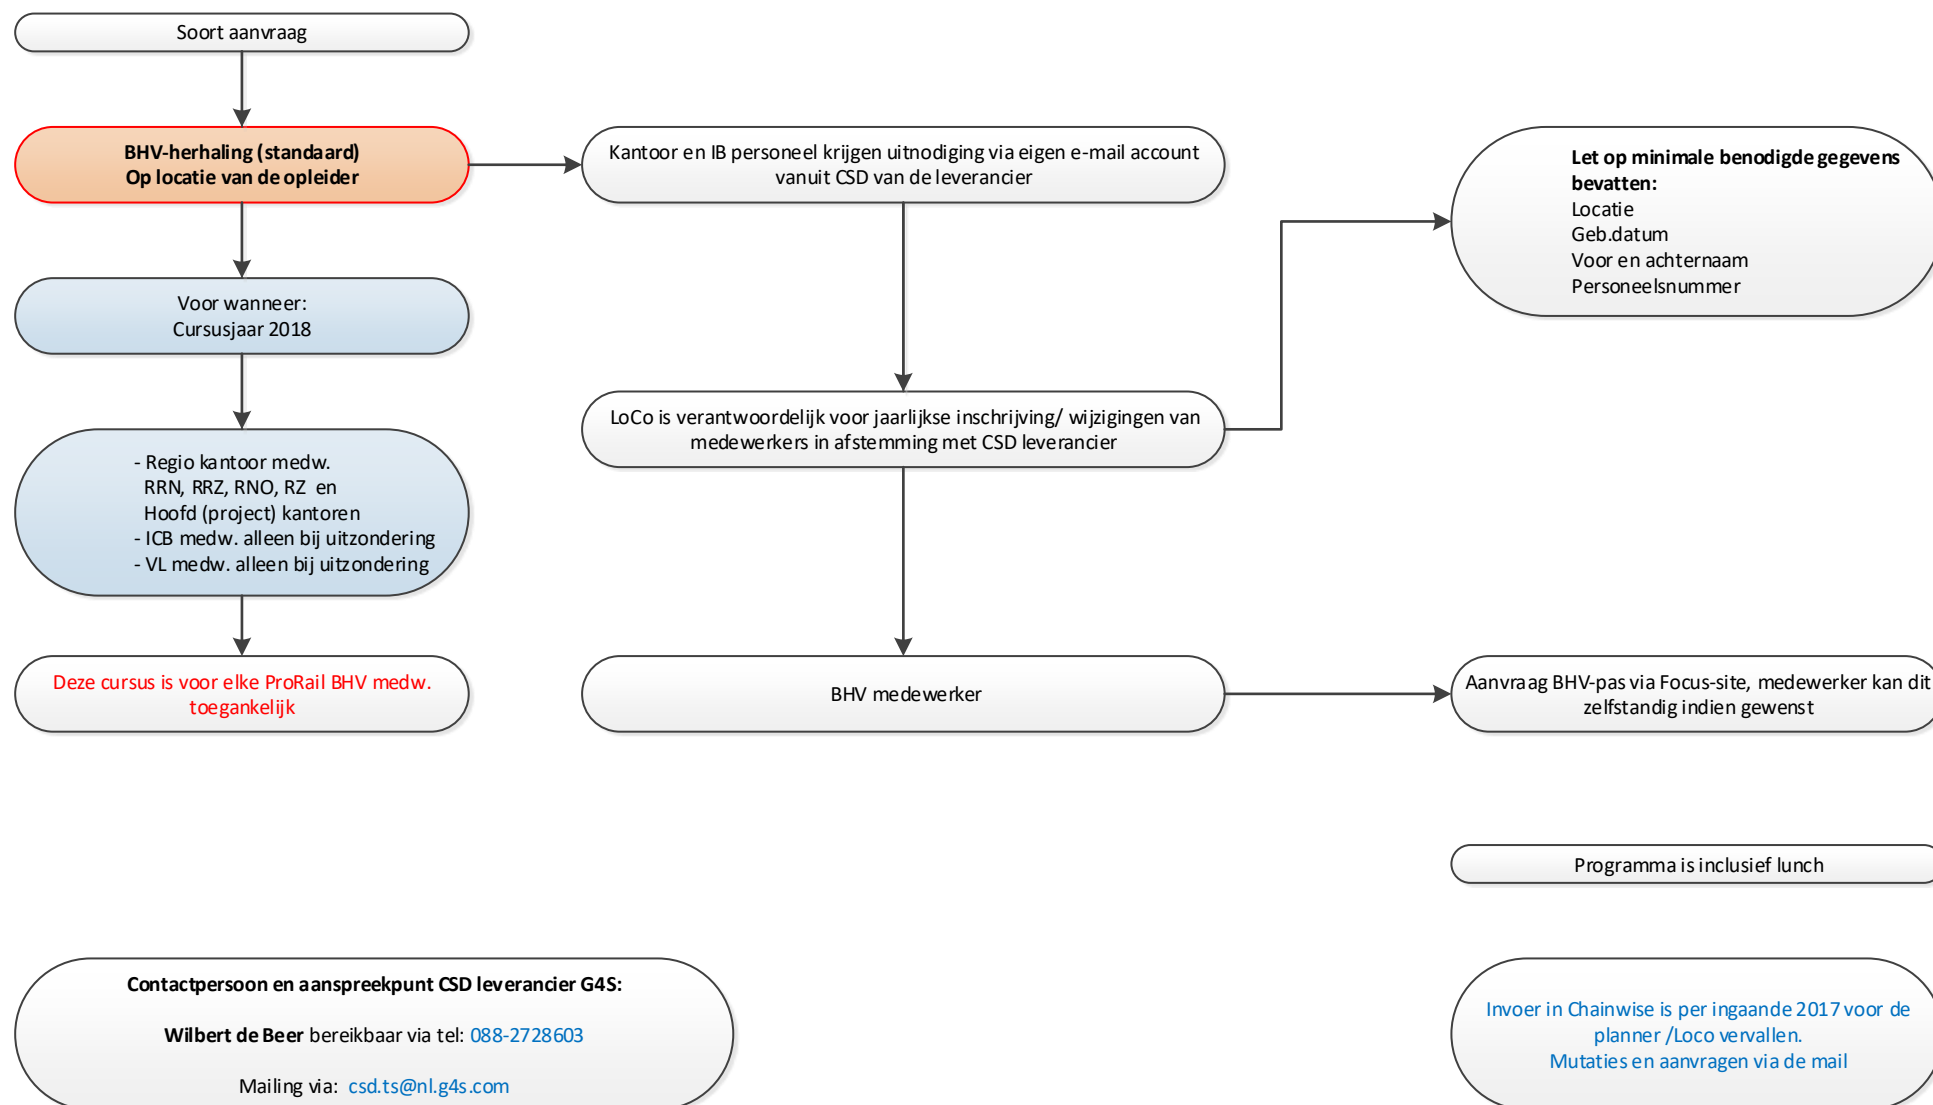 Soort aanvraag
BHV-herhaling (standaard)
Op locatie van de opleider
Kantoor en IB personeel krijgen uitnodiging via eigen e-mail account
vanuit CSD van de leverancier
Let op minimale benodigde gegevens
bevatten:
Locatie
Geb.datum
Voor en achternaam
Personeelsnummer
Voor wanneer:
Cursusjaar 2018
LoCo is verantwoordelijk voor jaarlijkse inschrijving/ wijzigingen van
medewerkers in afstemming met CSD leverancier
- Regio kantoor medw.
RRN, RRZ, RNO, RZ en
Hoofd (project) kantoren
- ICB medw. alleen bij uitzondering
- VL medw. alleen bij uitzondering
Deze cursus is voor elke ProRail BHV medw.
toegankelijk
BHV medewerker
Aanvraag BHV-pas via Focus-site, medewerker kan dit
zelfstandig indien gewenst
Programma is inclusief lunch
Contactpersoon en aanspreekpunt CSD leverancier G4S:
Wilbert de Beer bereikbaar via tel: 088-2728603
Mailing via: csd.ts@nl.g4s.com
Invoer in Chainwise is per ingaande 2017 voor de
planner /Loco vervallen.
Mutaties en aanvragen via de mail